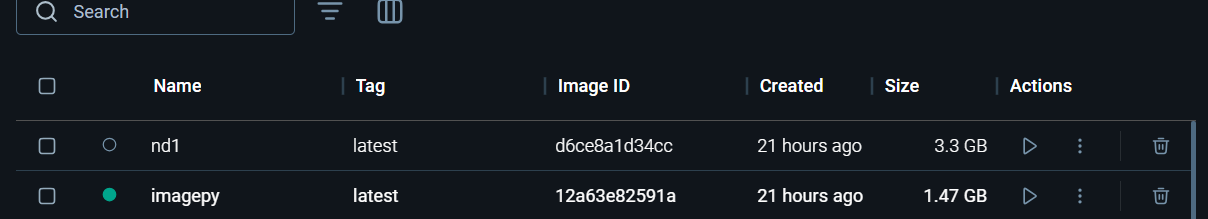 Search
Name Tag Image ID Created Size Actions
nd1 latest d6ce8a1d34cc 21 hours ago 3.3 GB
imagepy latest 12a63e82591a 21 hours ago 1.47 GB